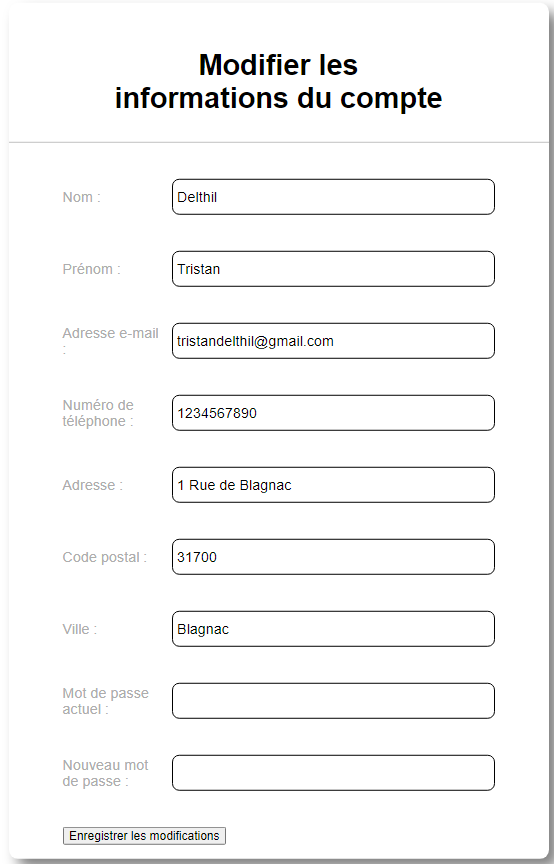 Modifier les
informations du compte
Nom :
Delthil
Prénom :
Tristan
Adresse e-mail
:
tristandelthil@gmail.com
Numéro de
téléphone :
1234567890
Adresse :
1 Rue de Blagnac
Code postal :
31700
Ville :
Blagnac
Mot de passe
actuel :
Nouveau mot
de passe :
Enregistrer les modifications